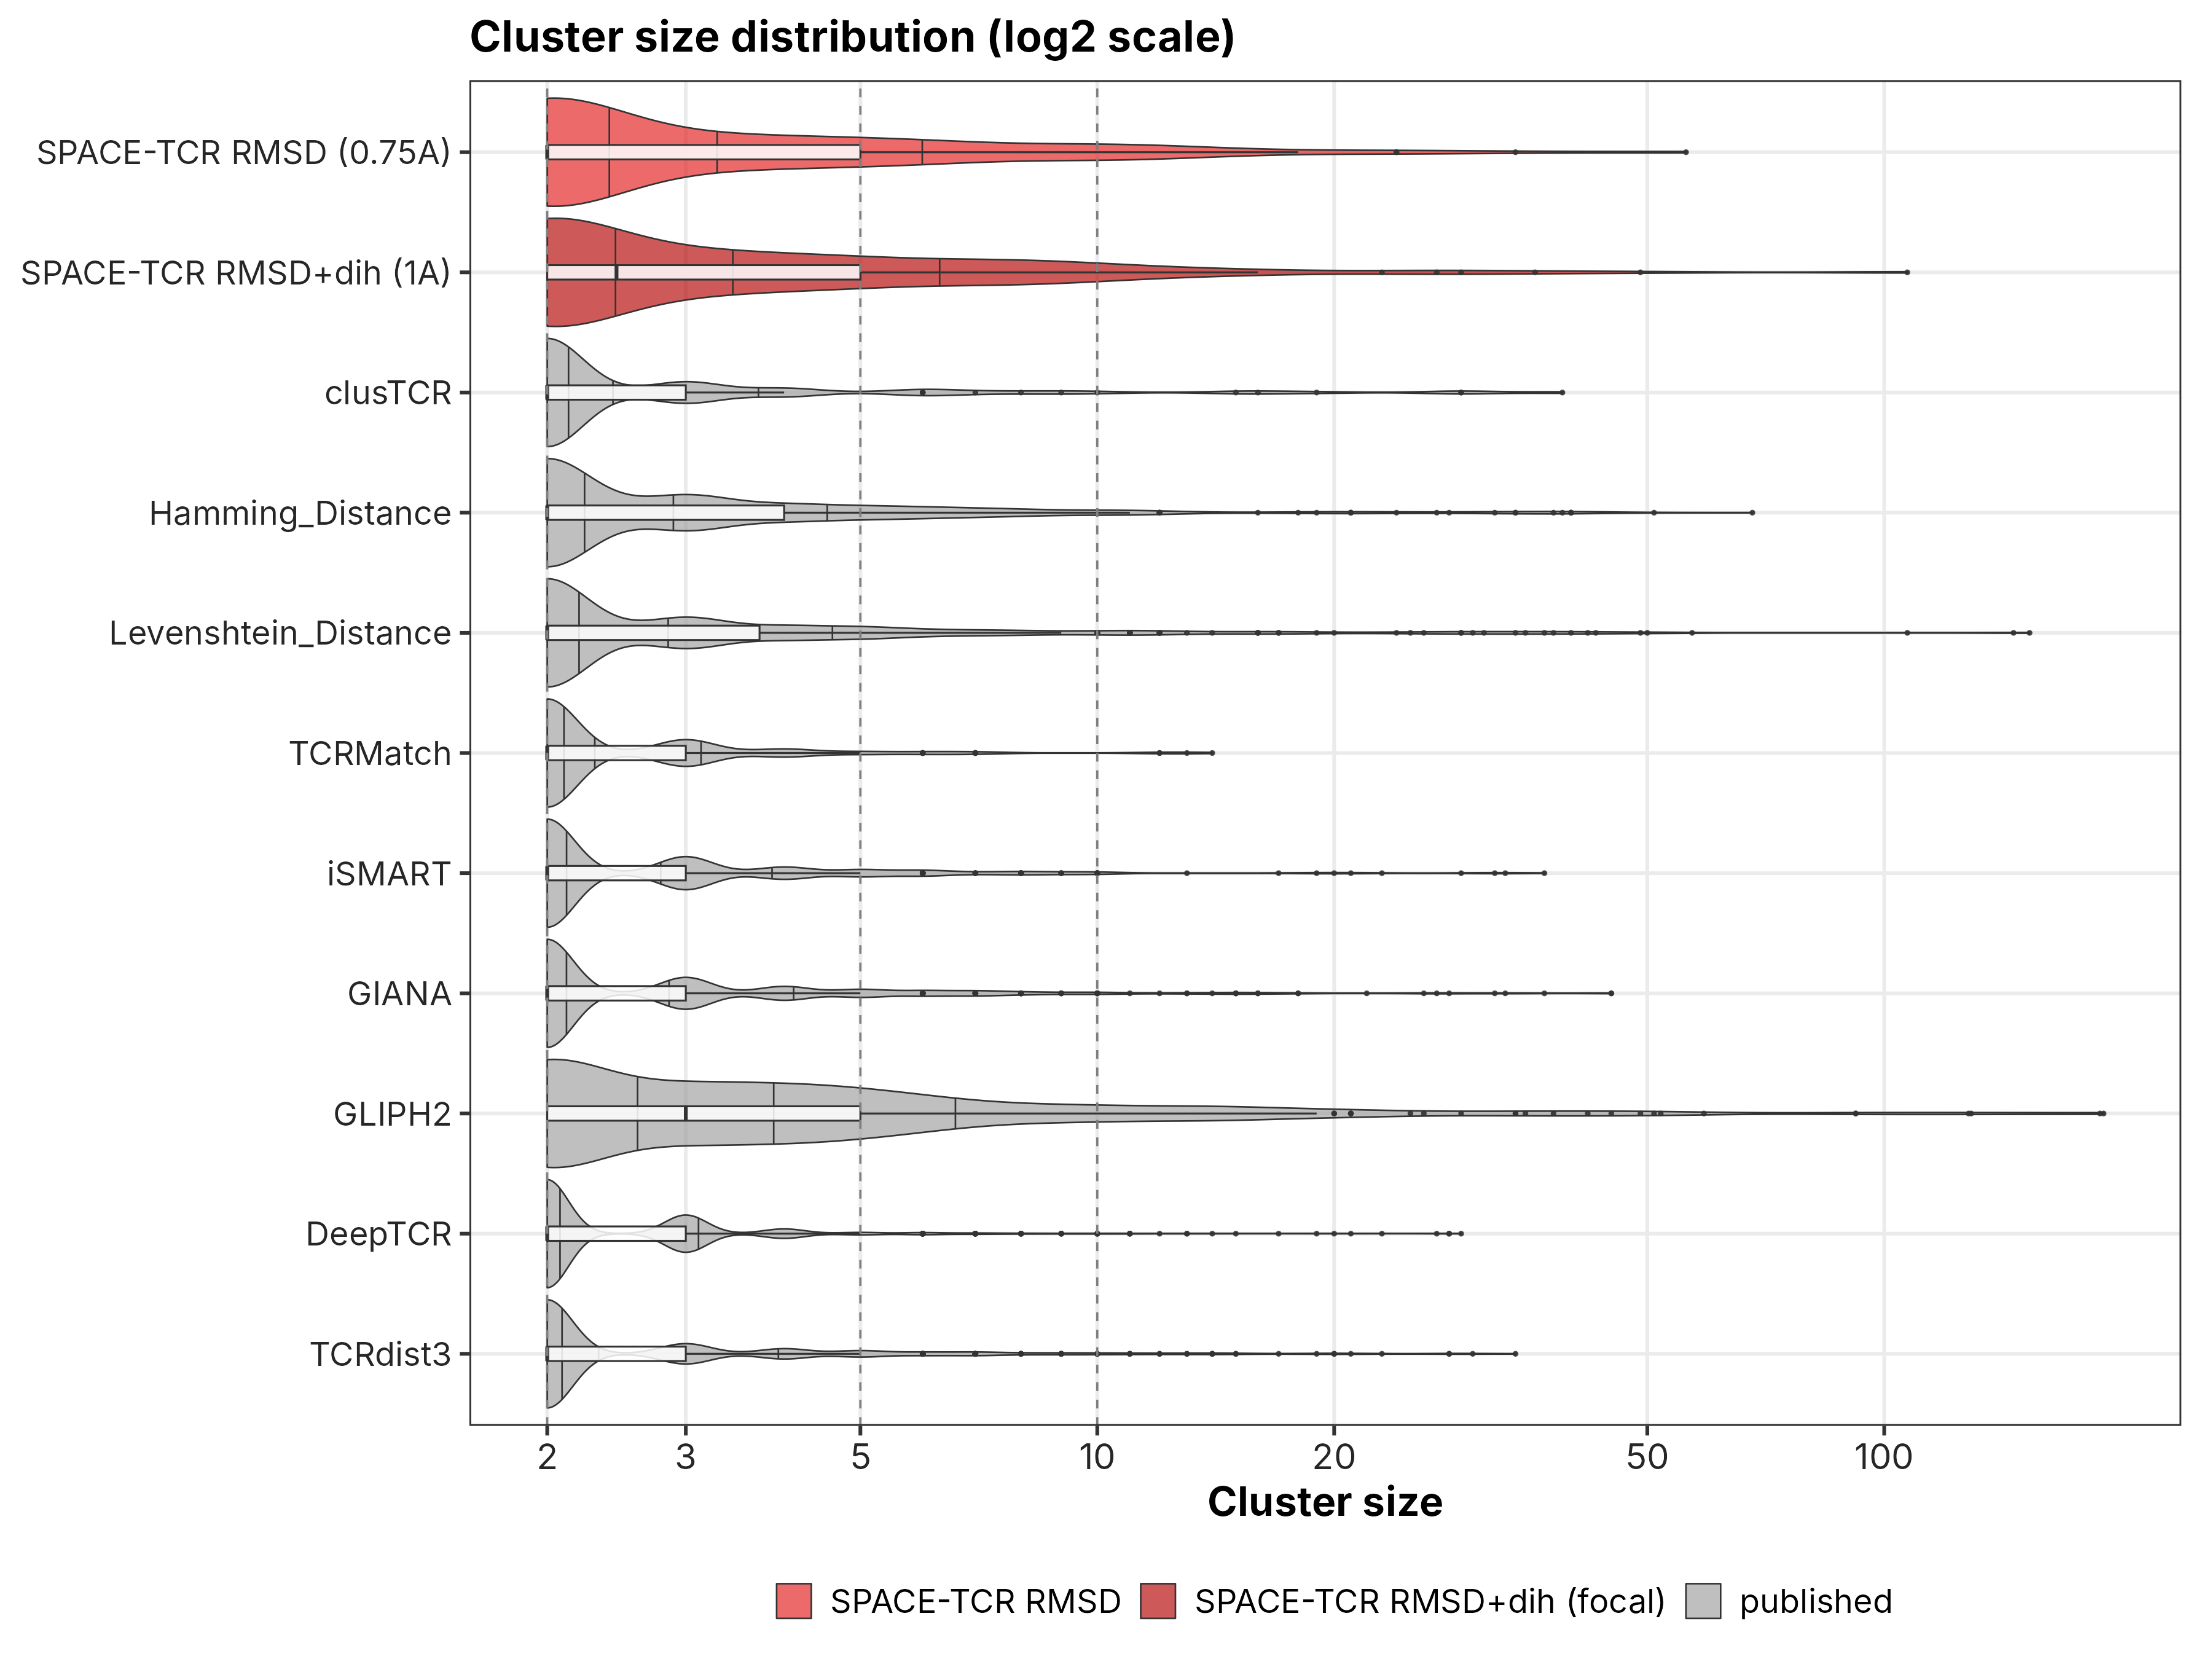 Cluster size distribution (log2 scale)
SPACE-TCR RMSD (0.75A)
SPACE-TCR RMSD+dih (1A)
clusTCR
Hamming_Distance
Levenshtein_Distance
TCRMatch
iSMART
GIANA
GLIPH2
DeepTCR
TCRdist3
2 3 5 10 20 50 100
Cluster size
SPACE-TCR RMSD SPACE-TCR RMSD+dih (focal) published